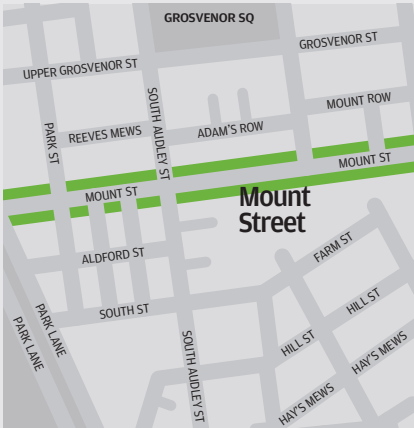 GROSVENOR SQ
GROSVENOR ST
UPPER GROSVENOR ST
SOUTH AUDLEY ST
MOUNT ROW
PARK ST
REEVES MEWS
ADAM'S ROW
MOUNT ST
MOUNT ST
Mount
Street
ALDFORD ST
FARM ST
SOUTH ST
HILL ST
PARK LANE
PARK LANE
SOUTH AUDLEY ST
HILL ST
HAY'S MEWS
HAY'S MEWS